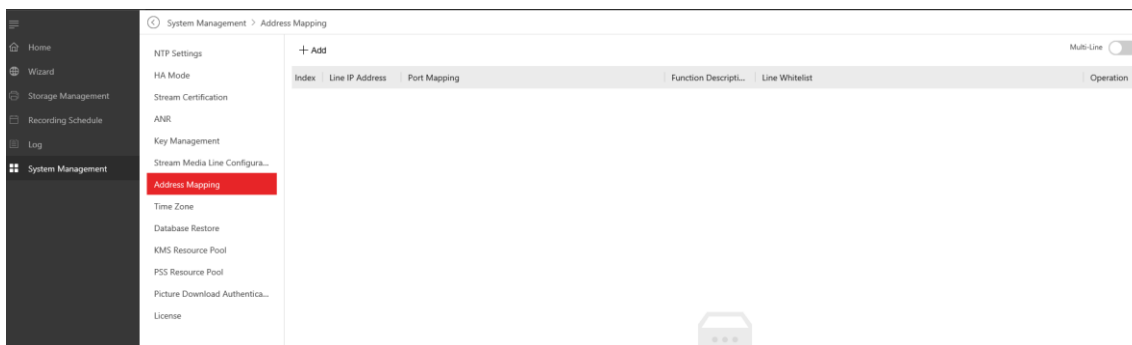 System Management > Address Mapping
Home
Wizard
Storage Management
Recording Schedule
Log
System Management
NTP Settings
HA Mode
Stream Certification
ANR
Key Management
Stream Media Line Configura...
Address Mapping
Time Zone
Database Restore
KMS Resource Pool
PSS Resource Pool
Picture Download Authentica...
License
+ Add
Multi-Line
Index Line IP Address Port Mapping Function Descripti... Line Whitelist Operation